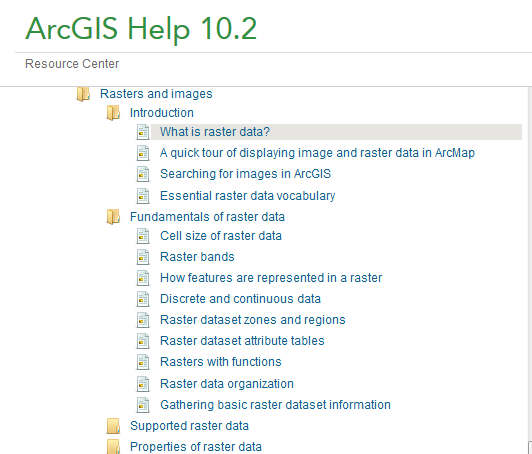 ArcGIS Help 10.2
Resource Center
Rasters and images
Introduction
What is raster data?
A quick tour of displaying image and raster data in ArcMap
Searching for images in ArcGIS
Essential raster data vocabulary
Fundamentals of raster data
Cell size of raster data
Raster bands
How features are represented in a raster
Discrete and continuous data
Raster dataset zones and regions
Raster dataset attribute tables
Rasters with functions
Raster data organization
Gathering basic raster dataset information
Supported raster data
Properties of raster data